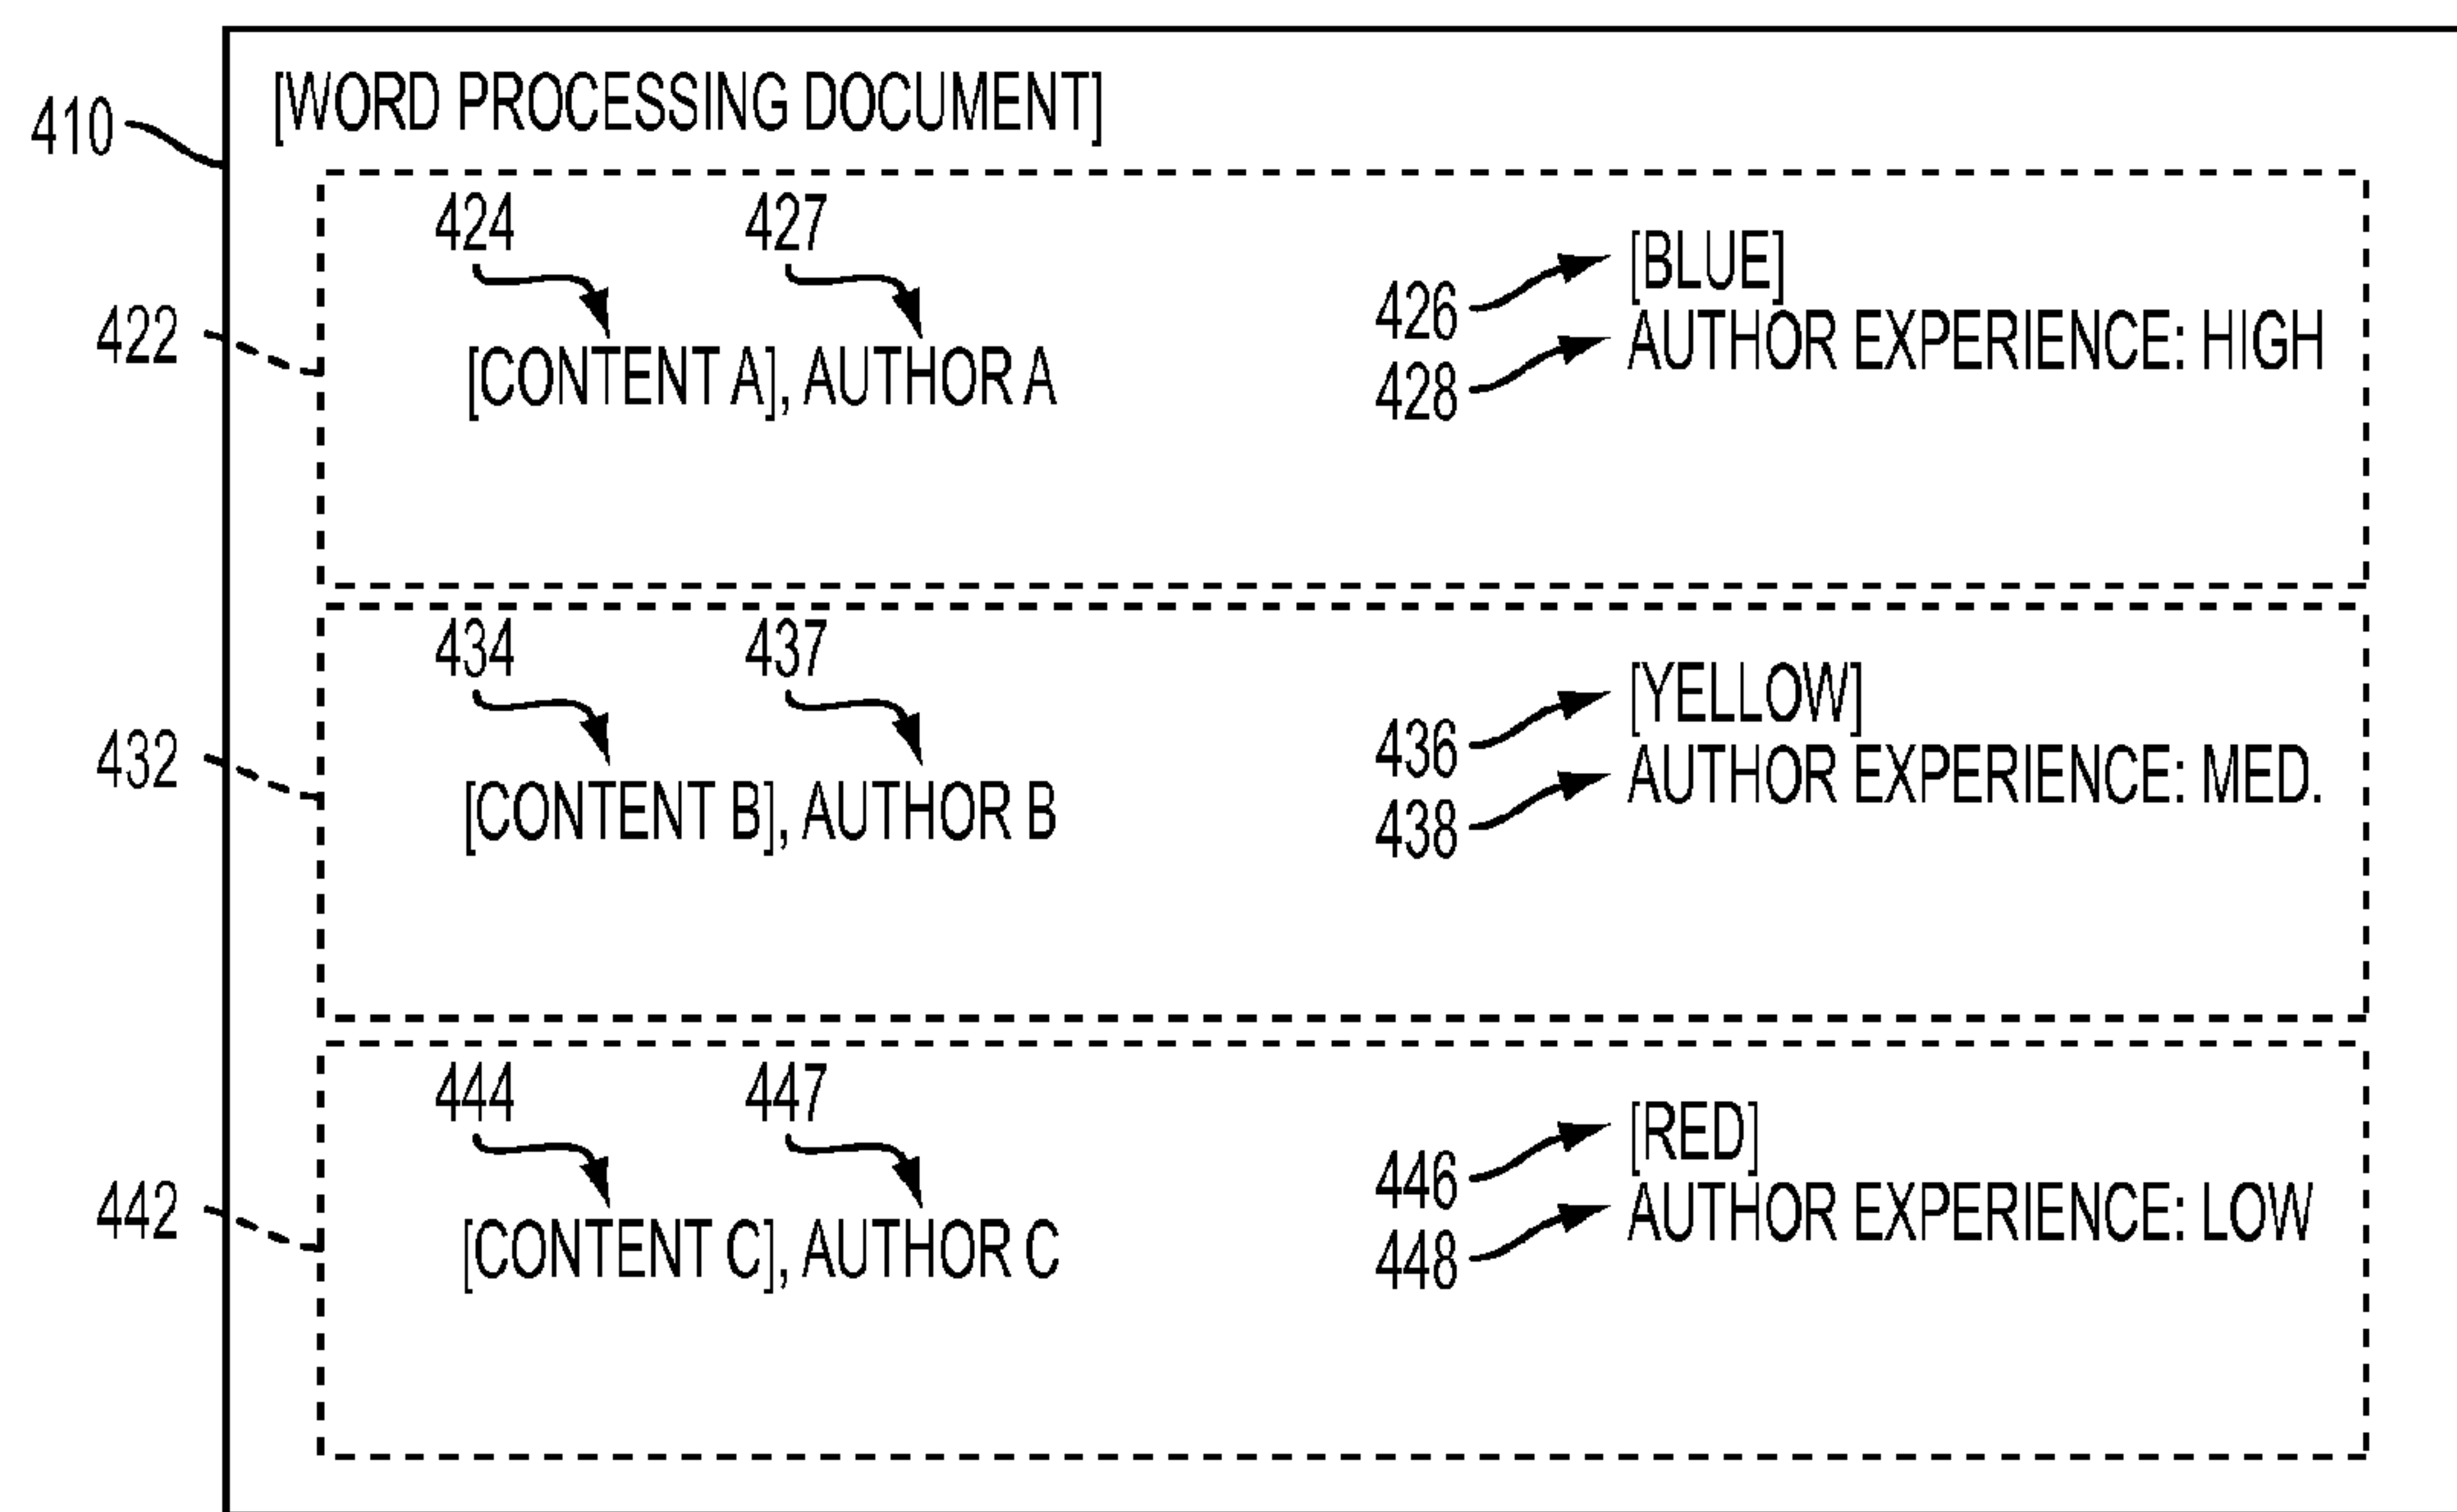 410
[WORD PROCESSING DOCUMENT]
422
424
427
[CONTENT A], AUTHOR A
426
[BLUE]
428
AUTHOR EXPERIENCE: HIGH
432
434
437
[CONTENT B], AUTHOR B
436
[YELLOW]
438
AUTHOR EXPERIENCE: MED.
442
444
447
[CONTENT C], AUTHOR C
446
[RED]
448
AUTHOR EXPERIENCE: LOW